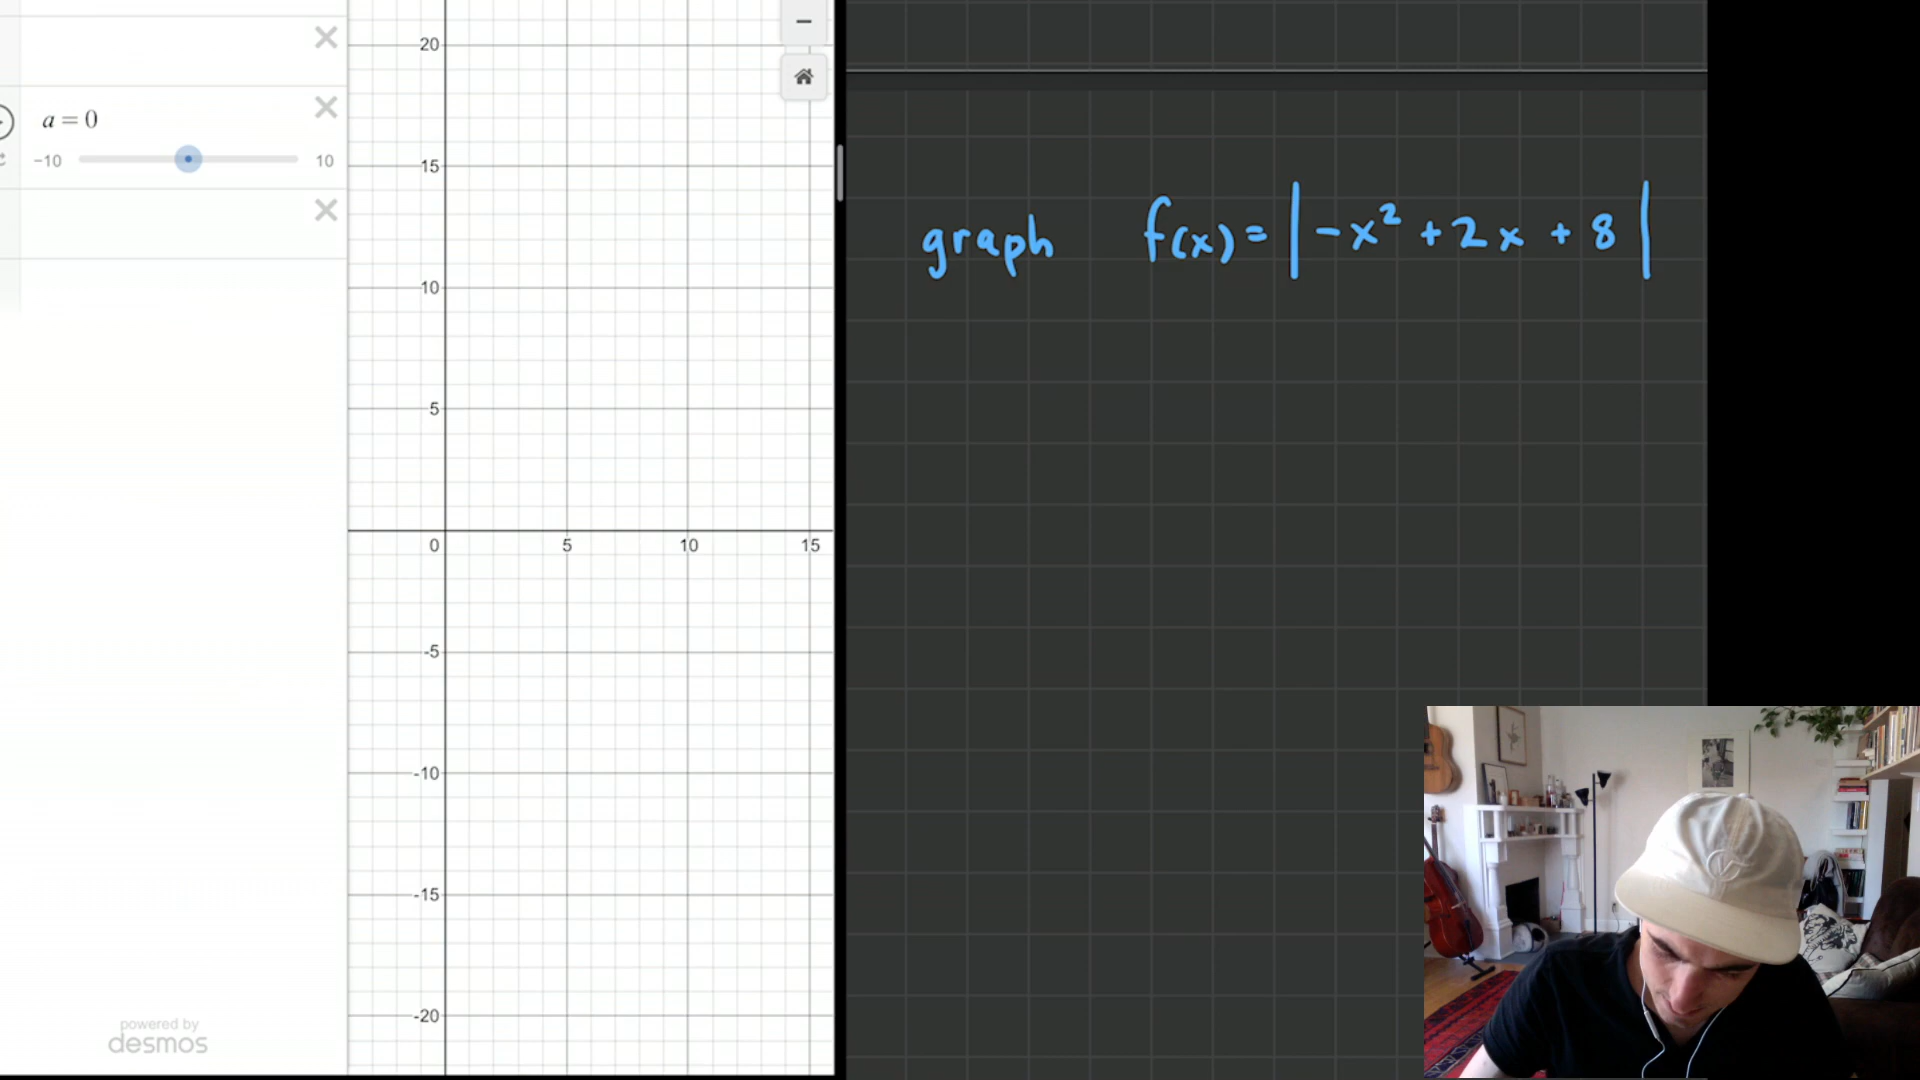 20
a = 0
-10 10
15
graph f(x) = | -x² + 2x + 8 |
10
5
0 5 10 15
-5
-10
-15
-20
powered by
desmos